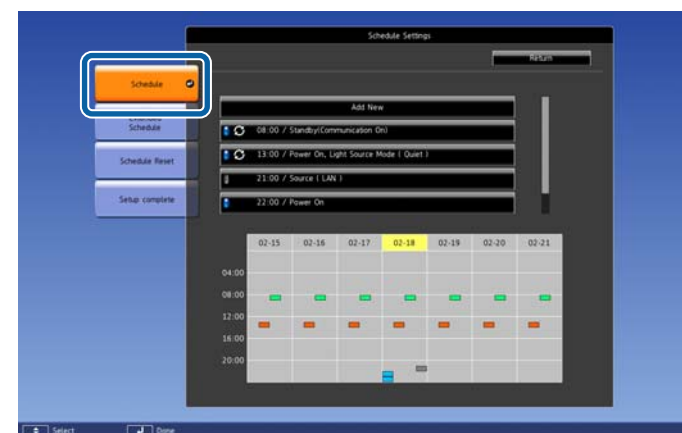 Schedule Settings
Return
Schedule
Schedule
Schedule Reset
Setup complete
Add New
08:00 / Standby(Communication On)
13:00 / Power On, Light Source Mode ( Quiet )
21:00 / Source ( LAN )
22:00 / Power On
02-15 02-16 02-17 02-18 02-19 02-20 02-21
04:00
08:00
12:00
16:00
20:00
Select Done